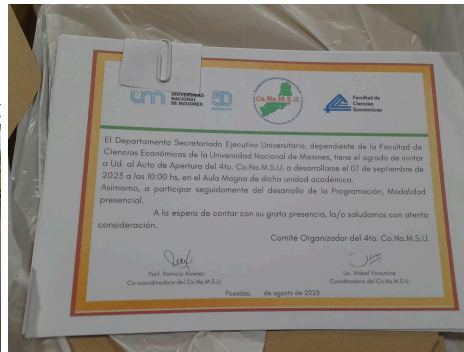 UNIVERSIDAD
NACIONAL
DE MISIONES
50
Co.Na.M.S.U.
Facultad de
Ciencias
Económicas
El Departamento Secretariado Ejecutivo Universitario, dependiente de la Facultad de
Ciencias Económicas de la Universidad Nacional de Misiones, tiene el agrado de invitar
a Ud. al Acto de Apertura del 4to. Co.Na.M.S.U. a desarrollarse el 07 de septiembre de
2023 a las 10:00 hs, en el Aula Magna de dicha unidad académica.
Asimismo, a participar seguidamente del desarrollo de la Programación, Modalidad
presencial.
A la espera de contar con su grata presencia, la/o saludamos con atenta
consideración.
Comité Organizador del 4to. Co.Na.M.S.U.
Prof. Patricia Alvarez
Co-coordinadora del Co.Na.M.S.U.
Lic. Mabel Yanomine
Coordinadora del Co.Na.M.S.U.
Posadas, de agosto de 2023